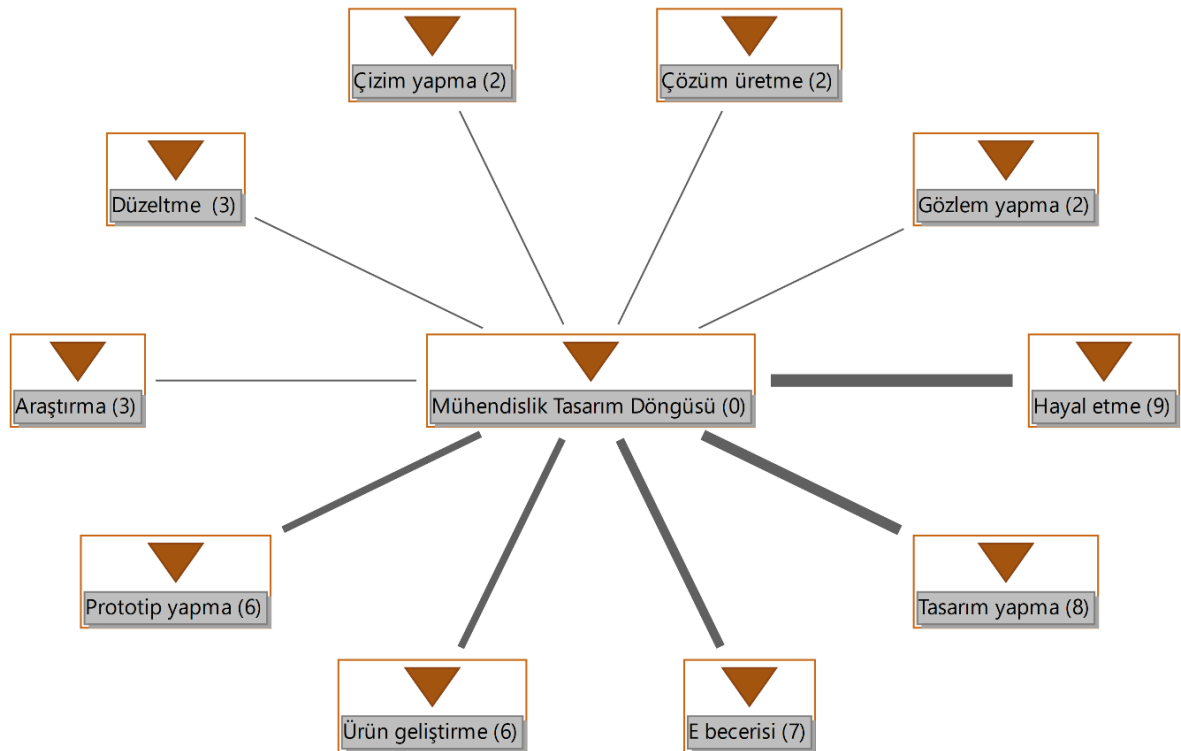 Çizim yapma (2)
Çözüm üretme (2)
Düzeltme (3)
Gözlem yapma (2)
Araştırma (3)
Mühendislik Tasarım Döngüsü (0)
Hayal etme (9)
Prototip yapma (6)
Tasarım yapma (8)
Ürün geliştirme (6)
E becerisi (7)